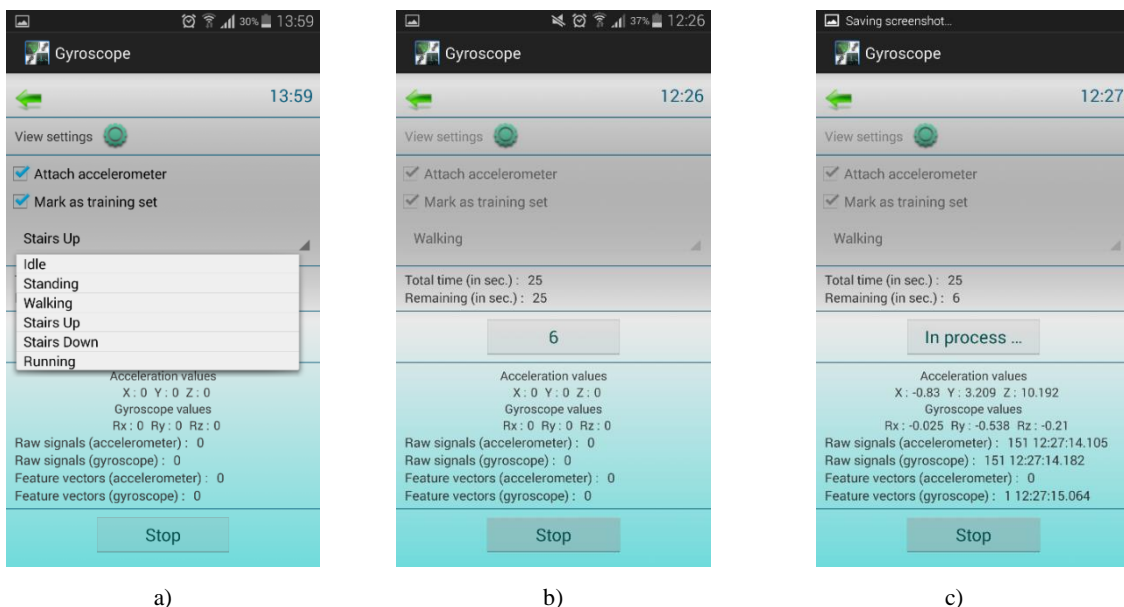 30% 13:59
Gyroscope
13:59
View settings
Attach accelerometer
Mark as training set
Stairs Up
Idle
Standing
Walking
Stairs Up
Stairs Down
Running
Acceleration values
X : 0 Y : 0 Z : 0
Gyroscope values
Rx : 0 Ry : 0 Rz : 0
Raw signals (accelerometer) : 0
Raw signals (gyroscope) : 0
Feature vectors (accelerometer) : 0
Feature vectors (gyroscope) : 0
Stop
a)
37% 12:26
Gyroscope
12:26
View settings
Attach accelerometer
Mark as training set
Walking
Total time (in sec.) : 25
Remaining (in sec.) : 25
6
Acceleration values
X : 0 Y : 0 Z : 0
Gyroscope values
Rx : 0 Ry : 0 Rz : 0
Raw signals (accelerometer) : 0
Raw signals (gyroscope) : 0
Feature vectors (accelerometer) : 0
Feature vectors (gyroscope) : 0
Stop
b)
Saving screenshot...
Gyroscope
12:27
View settings
Attach accelerometer
Mark as training set
Walking
Total time (in sec.) : 25
Remaining (in sec.) : 6
In process ...
Acceleration values
X : -0.83 Y : 3.209 Z : 10.192
Gyroscope values
Rx : -0.025 Ry : -0.538 Rz : -0.21
Raw signals (accelerometer) : 151 12:27:14.105
Raw signals (gyroscope) : 151 12:27:14.182
Feature vectors (accelerometer) : 0
Feature vectors (gyroscope) : 1 12:27:15.064
Stop
c)